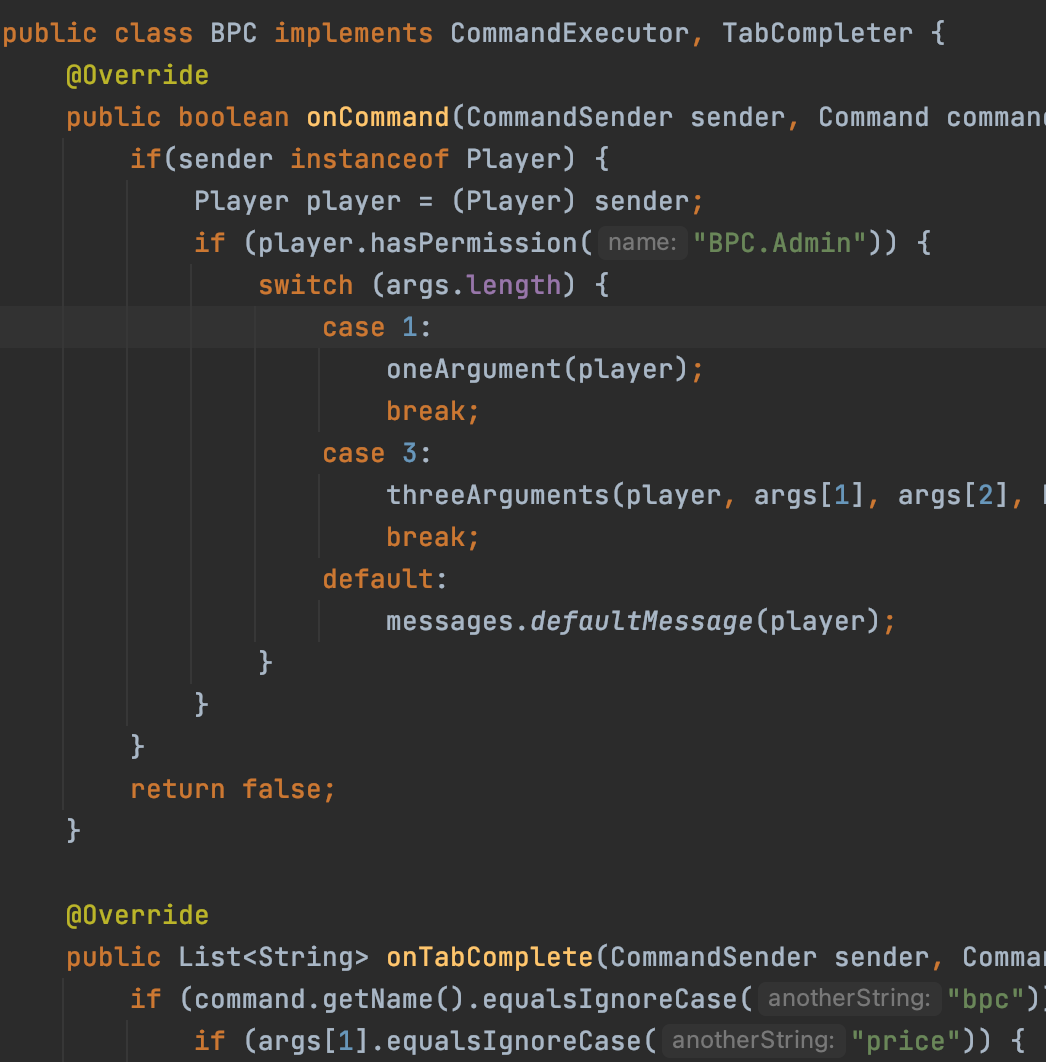 public class BPC implements CommandExecutor, TabCompleter {
@Override
public boolean onCommand(CommandSender sender, Command command
if(sender instanceof Player) {
Player player = (Player) sender;
if (player.hasPermission( name: "BPC.Admin")) {
switch (args.length) {
case 1:
oneArgument(player);
break;
case 3:
threeArguments(player, args[1], args[2],
break;
default:
messages.defaultMessage(player);
}
}
}
return false;
}
@Override
public List<String> onTabComplete(CommandSender sender, Comma
if (command.getName().equalsIgnoreCase( anotherString: "bpc"))
if (args[1].equalsIgnoreCase( anotherString: "price")) {